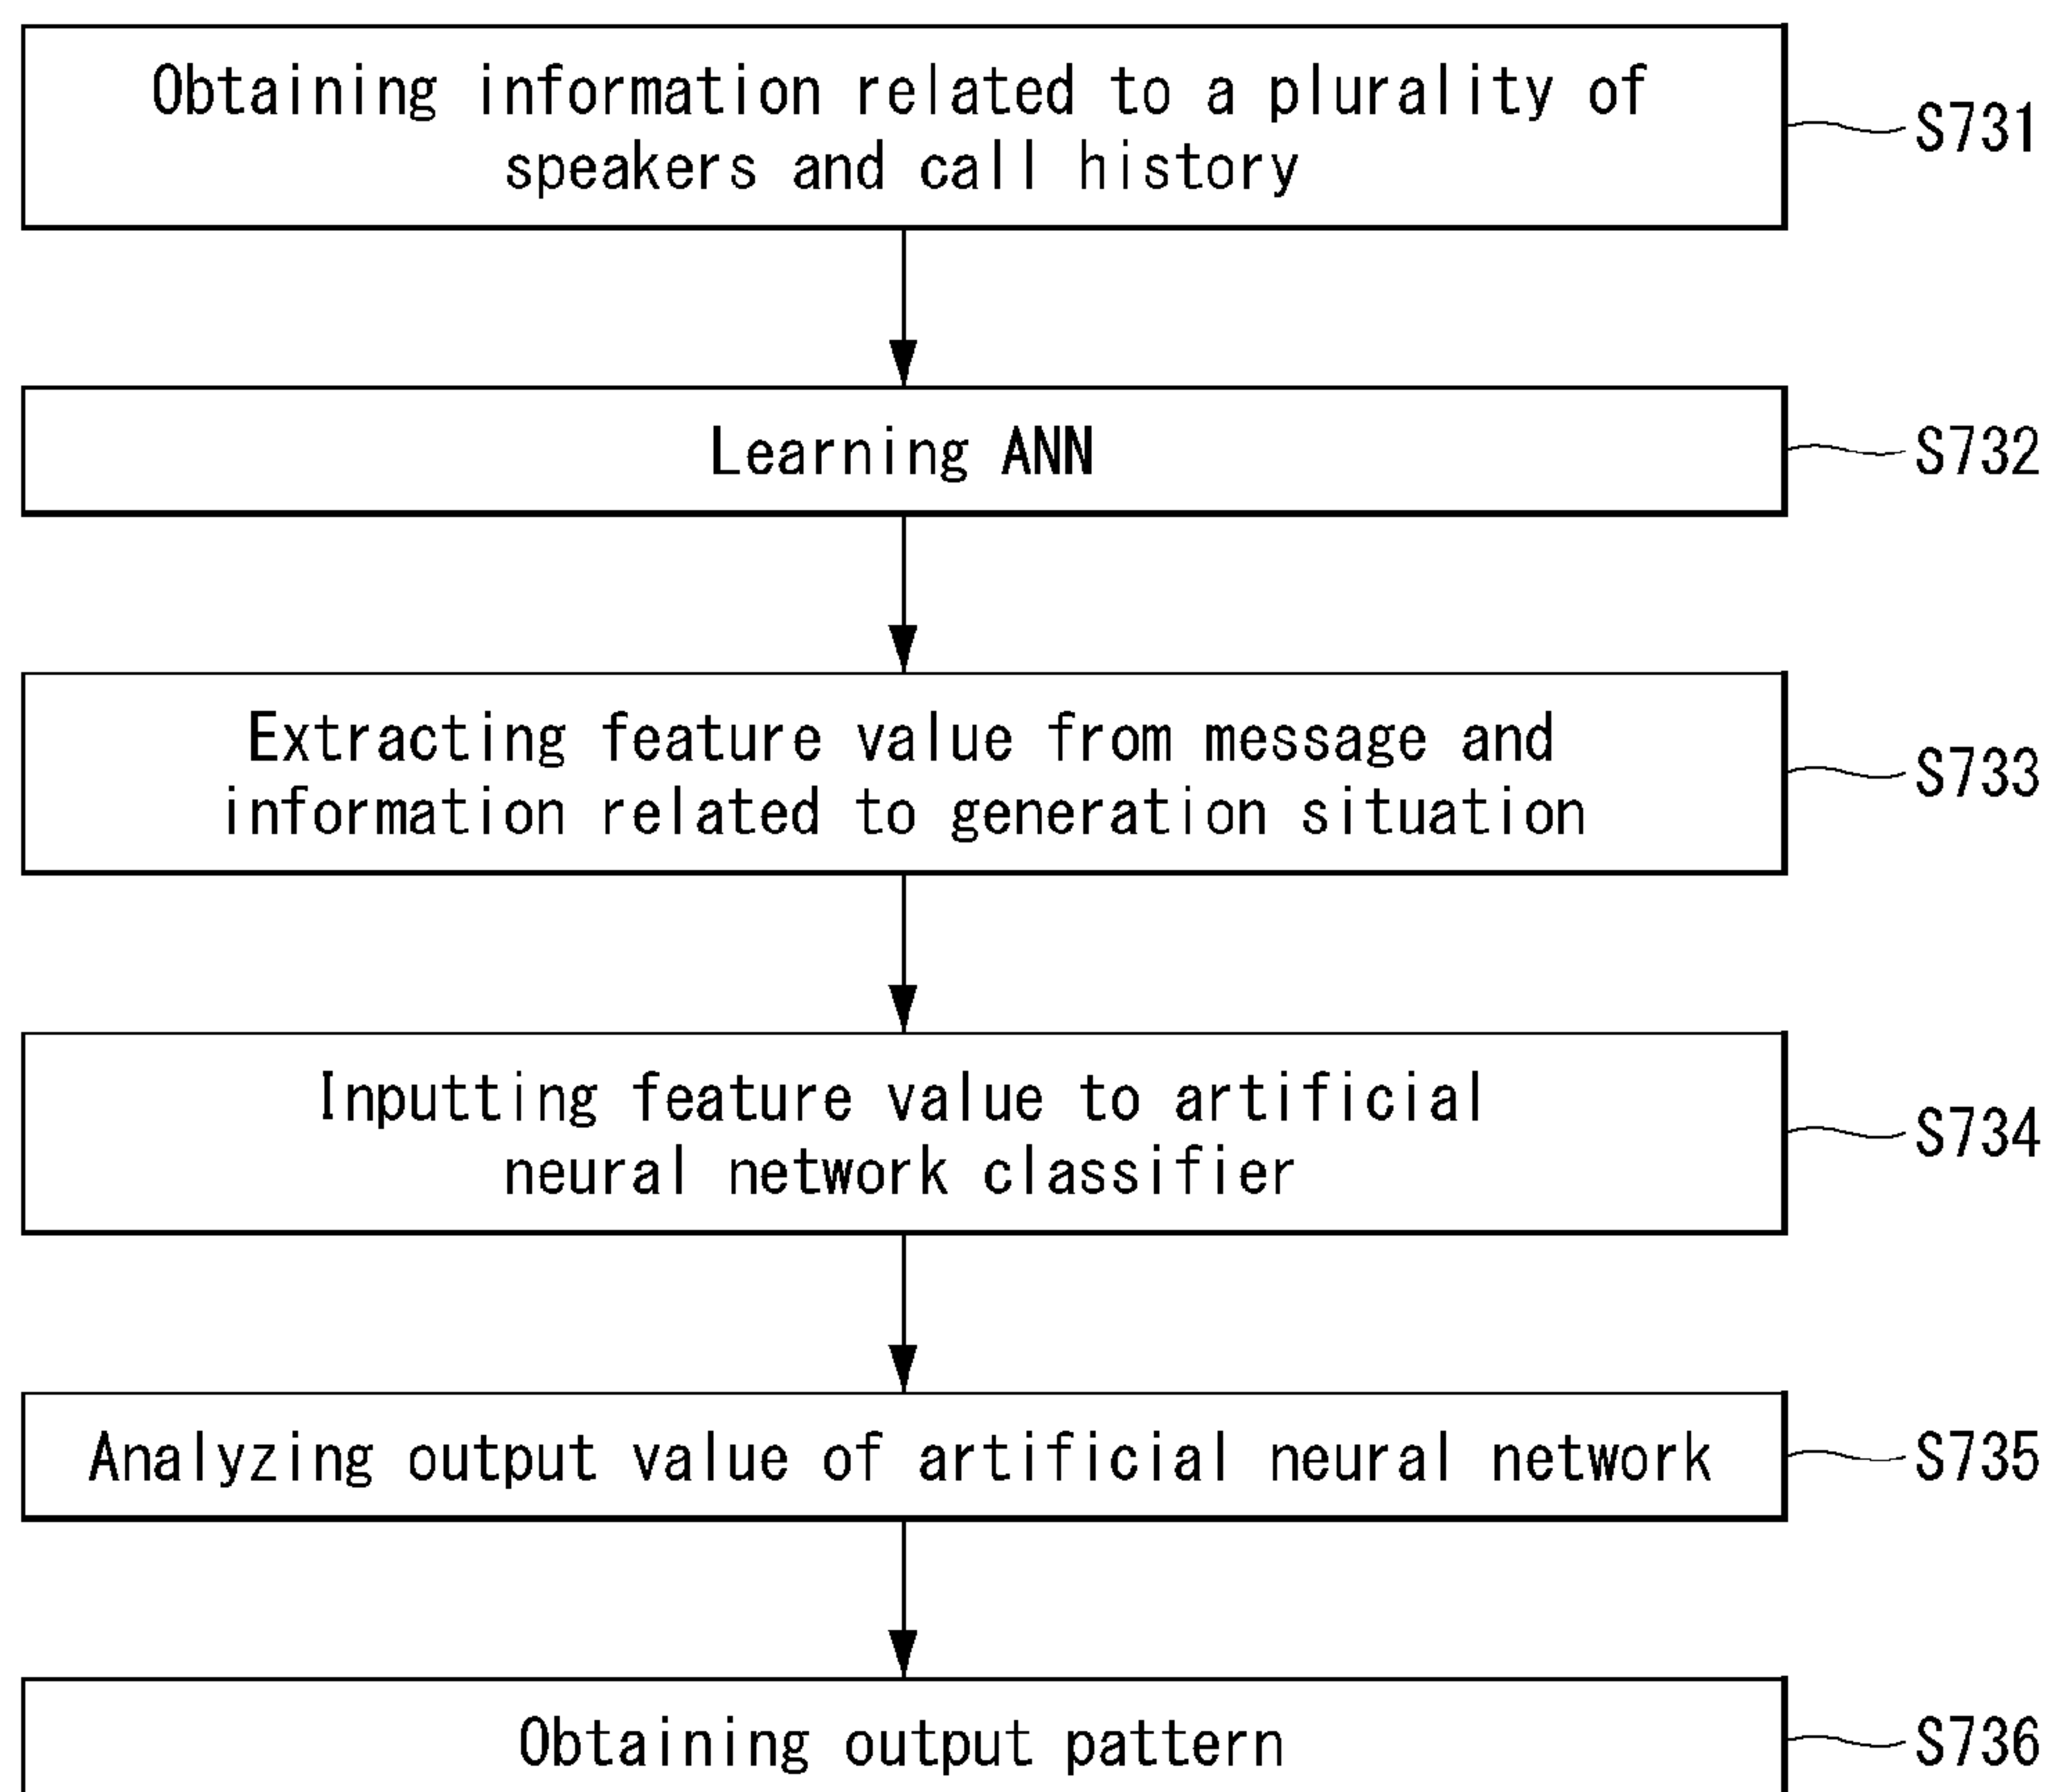 Obtaining information related to a plurality of
speakers and call history
S731
Learning ANN
S732
Extracting feature value from message and
information related to generation situation
S733
Inputting feature value to artificial
neural network classifier
S734
Analyzing output value of artificial neural network
S735
Obtaining output pattern
S736